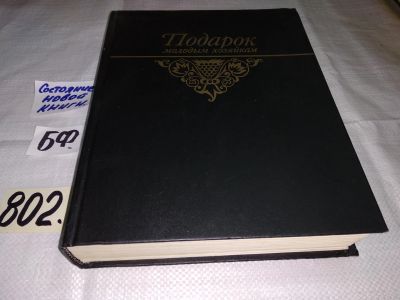 Подарок
молодым хозяйкам
Состояние
новой
книги.
БФ.
802.